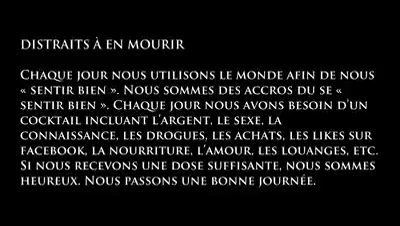 DISTRAITS À EN MOURIR
CHAQUE JOUR NOUS UTILISONS LE MONDE AFIN DE NOUS
« SENTIR BIEN ». NOUS SOMMES DES ACCROS DU SE «
SENTIR BIEN ». CHAQUE JOUR NOUS AVONS BESOIN D'UN
COCKTAIL INCLUANT L'ARGENT, LE SEXE, LA
CONNAISSANCE, LES DROGUES, LES ACHATS, LES LIKES SUR
FACEBOOK, LA NOURRITURE, L'AMOUR, LES LOUANGES, ETC.
SI NOUS RECEVONS UNE DOSE SUFFISANTE, NOUS SOMMES
HEUREUX. NOUS PASSONS UNE BONNE JOURNÉE.